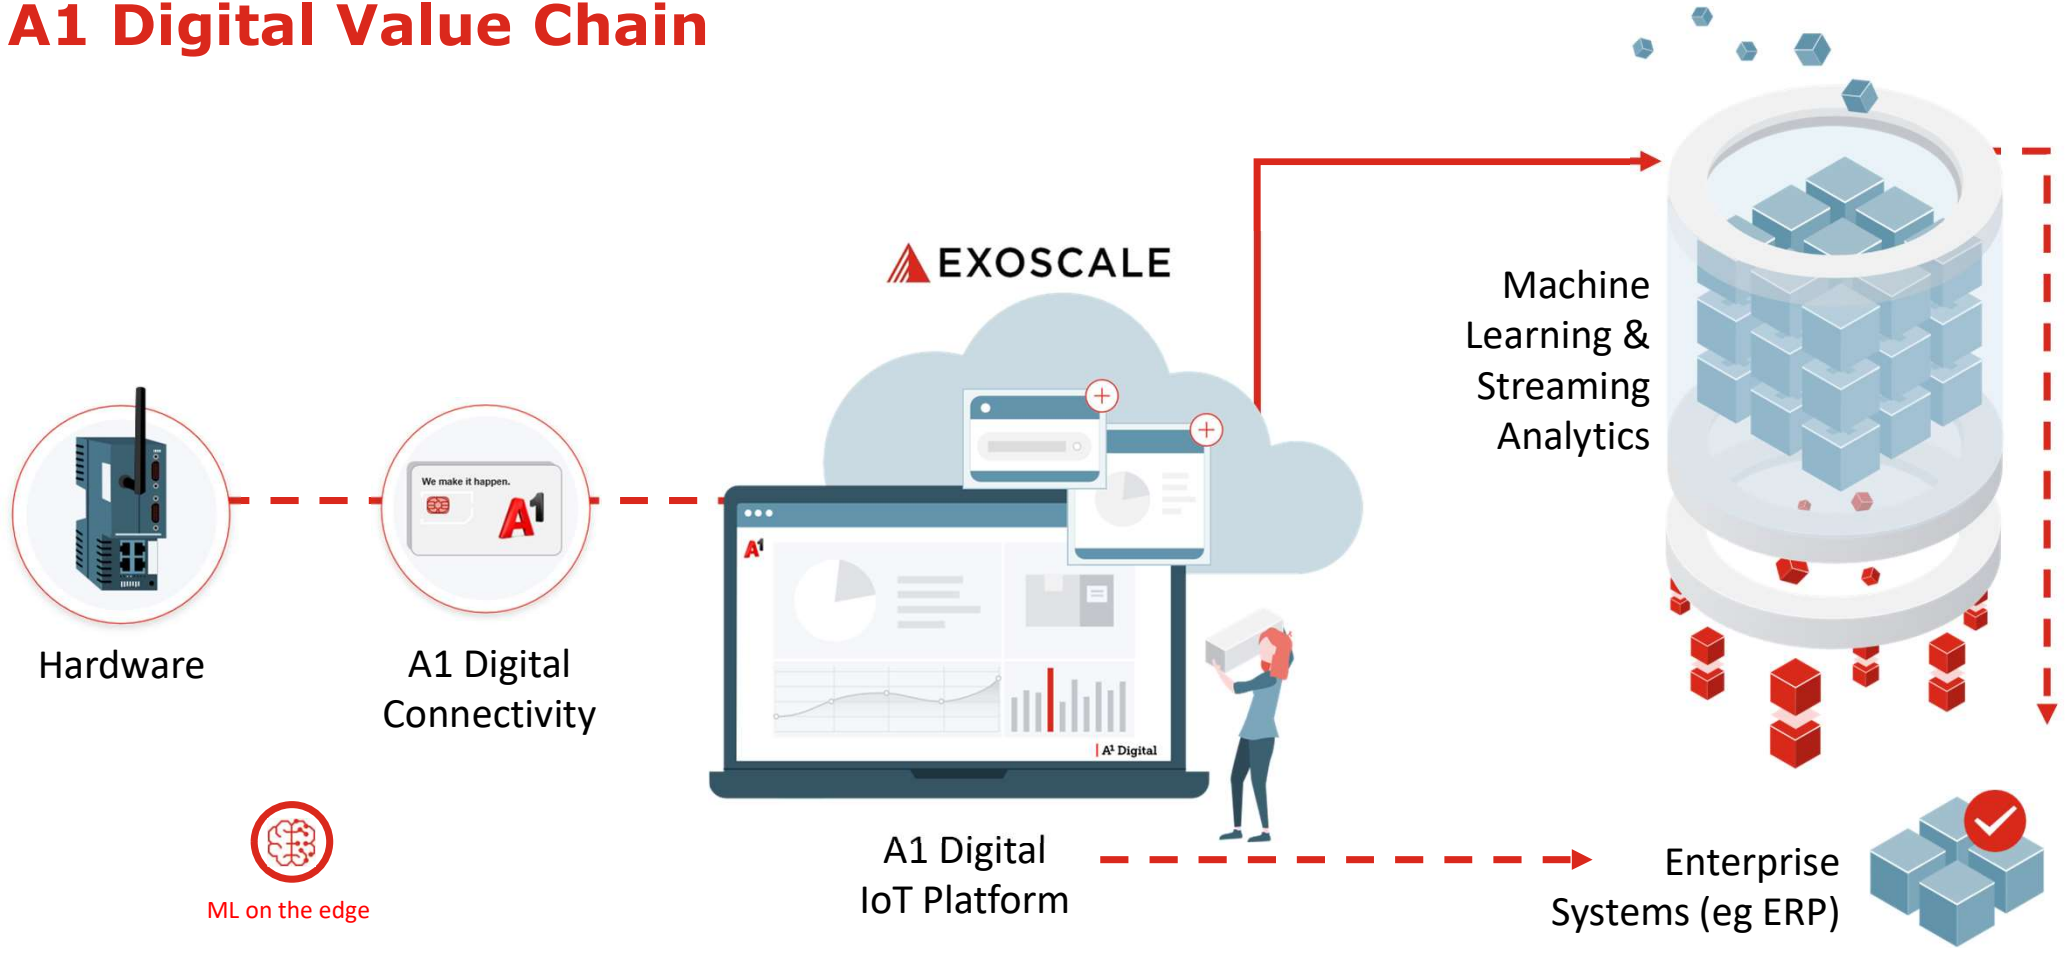 A1 Digital Value Chain
EXOSCALE
Machine
Learning &
Streaming
Analytics
We make it happen.
A1
A1
Hardware
A1 Digital
Connectivity
A1 Digital
ML on the edge
A1 Digital
IoT Platform
Enterprise
Systems (eg ERP)